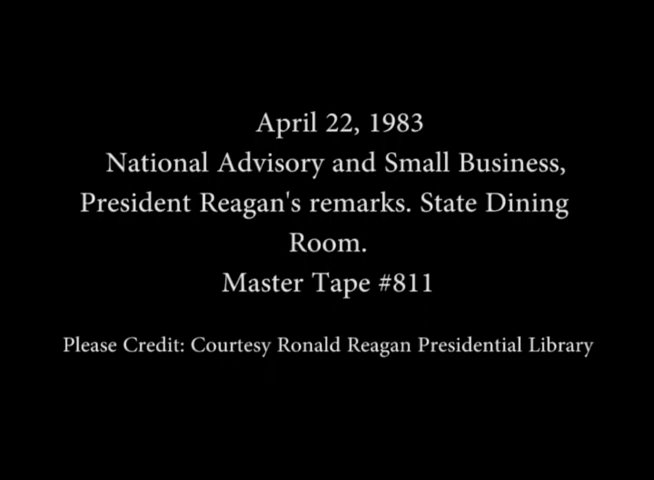 April 22, 1983
National Advisory and Small Business,
President Reagan's remarks. State Dining
Room.
Master Tape #811
Please Credit: Courtesy Ronald Reagan Presidential Library